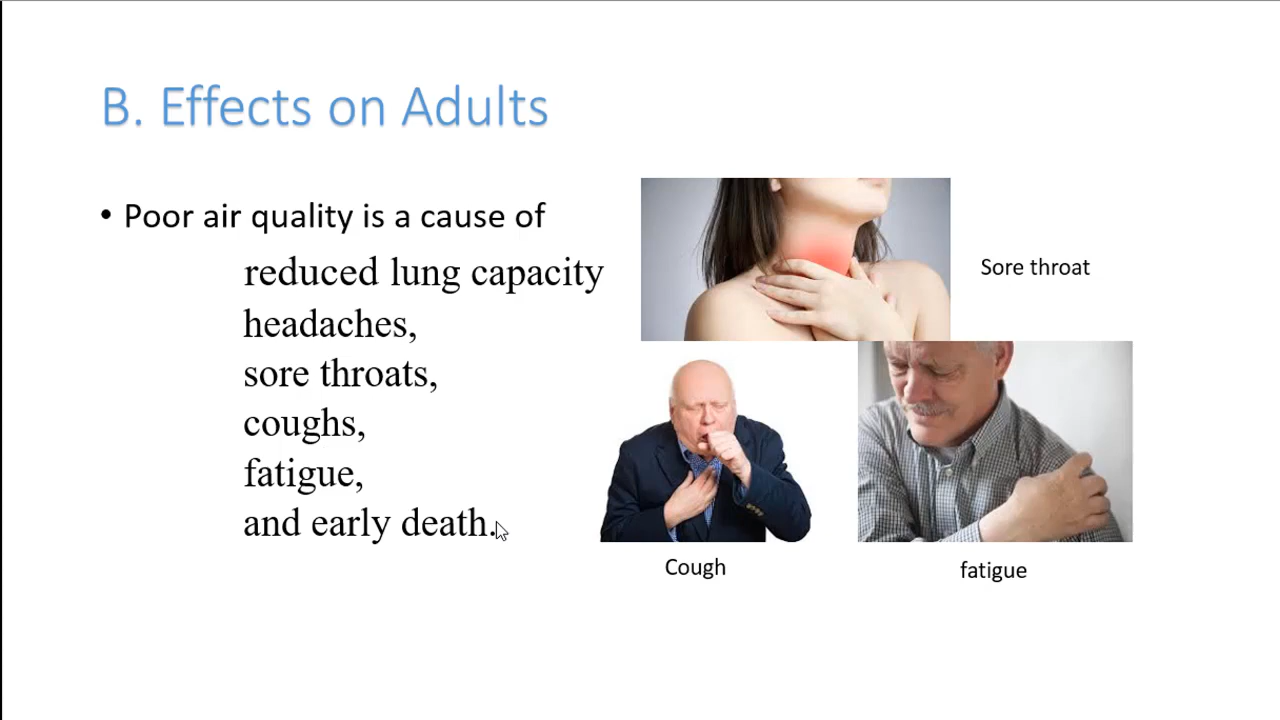 B. Effects on Adults
• Poor air quality is a cause of
reduced lung capacity
headaches,
sore throats,
coughs,
fatigue,
and early death.
Sore throat
Cough
fatigue